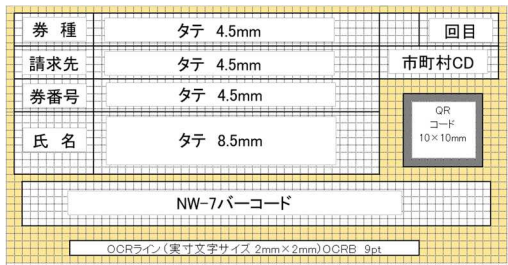 券 種 タテ 4.5mm 回目
請求先 タテ 4.5mm 市町村CD
券番号 タテ 4.5mm
氏 名 タテ 8.5mm
QR
コード
10×10mm
NW-7バーコード
OCRライン(実寸文字サイズ 2mm×2mm)OCRB 9pt